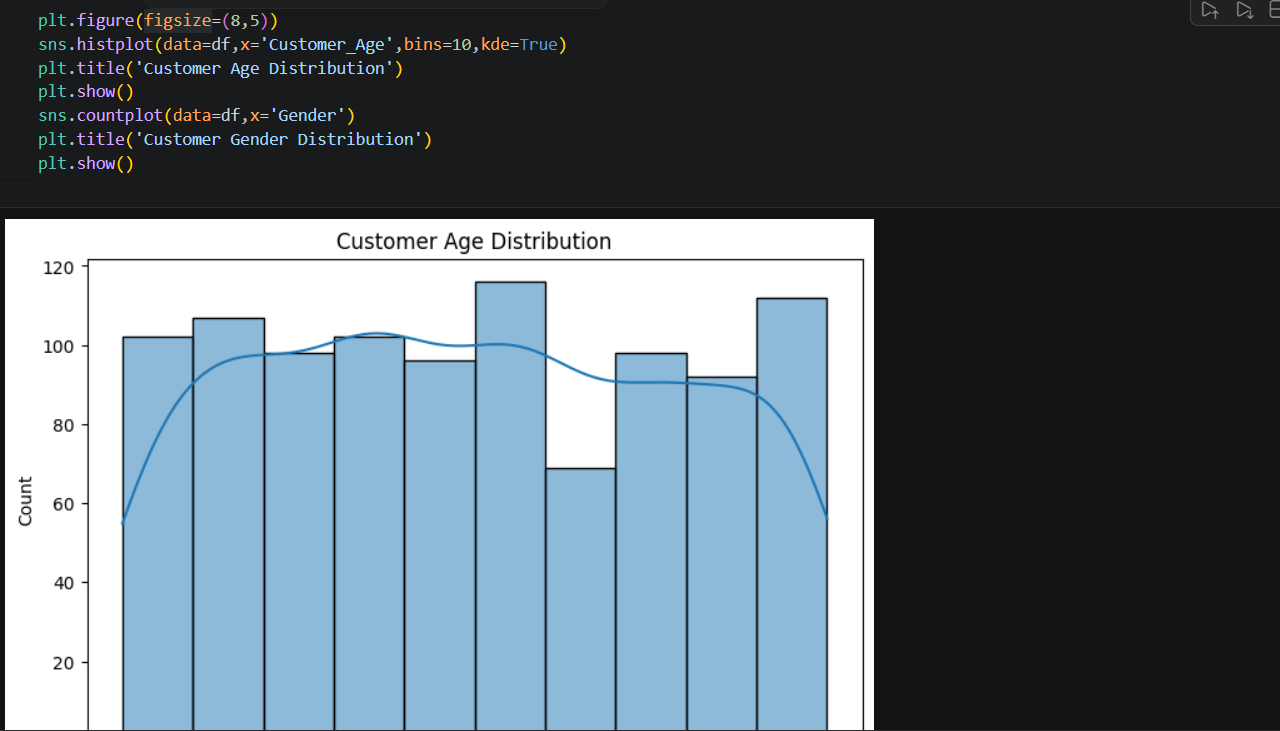 plt.figure(figsize=(8,5))
sns.histplot(data=df,x='Customer_Age',bins=10,kde=True)
plt.title('Customer Age Distribution')
plt.show()
sns.countplot(data=df,x='Gender')
plt.title('Customer Gender Distribution')
plt.show()
Customer Age Distribution
120
100
80
60
40
20
Count